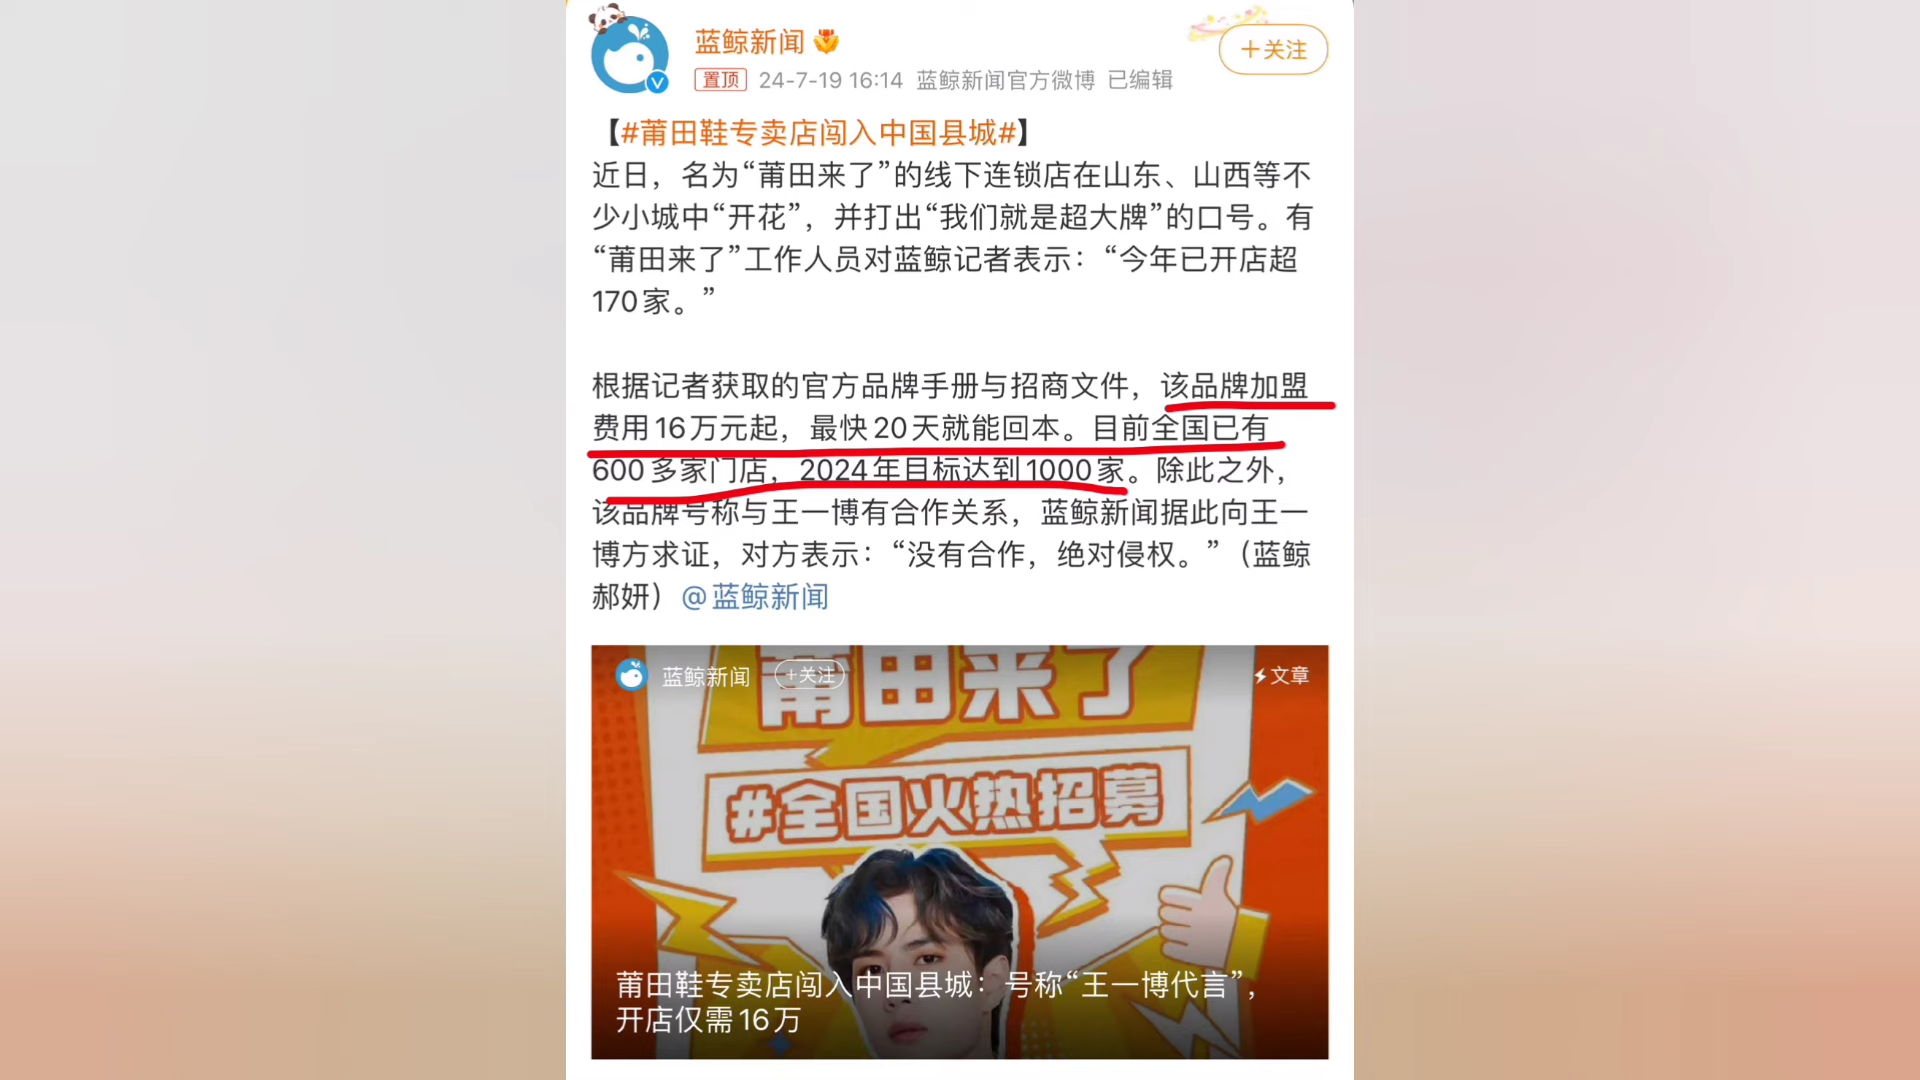 蓝鲸新闻
+关注
置顶 24-7-19 16:14 蓝鲸新闻官方微博 已编辑
【#莆田鞋专卖店闯入中国县城#】
近日，名为“莆田来了”的线下连锁店在山东、山西等不
少小城中“开花”，并打出“我们就是超大牌”的口号。有
“莆田来了”工作人员对蓝鲸记者表示：“今年已开店超
170家。”
根据记者获取的官方品牌手册与招商文件，该品牌加盟
费用16万元起，最快20天就能回本。目前全国已有
600多家门店，2024年目标达到1000家。除此之外，
该品牌号称与王一博有合作关系，蓝鲸新闻据此向王一
博方求证，对方表示：“没有合作，绝对侵权。”（蓝鲸
郝妍）@蓝鲸新闻
蓝鲸新闻 +关注 文章
莆田来了
#全国火热招募
莆田鞋专卖店闯入中国县城：号称“王一博代言”，
开店仅需16万